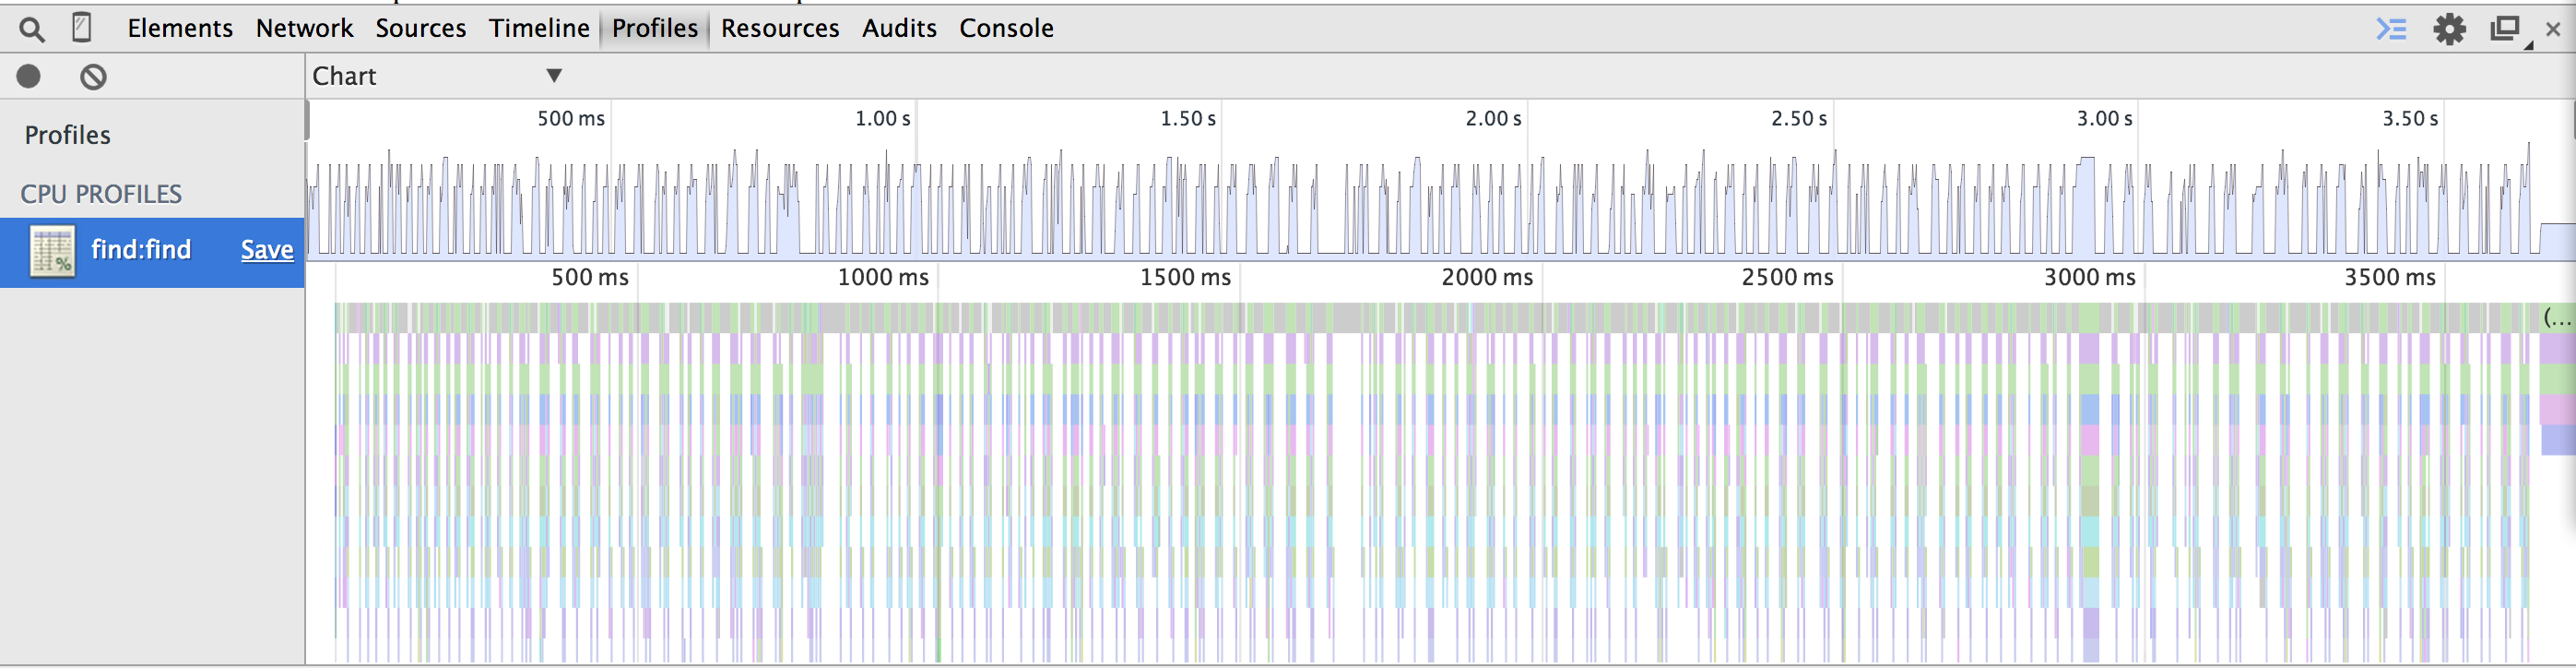 Elements Network Sources Timeline Profiles Resources Audits Console
Chart
Profiles
CPU PROFILES
find:find Save
500 ms 1.00 s 1.50 s 2.00 s 2.50 s 3.00 s 3.50 s
500 ms 1000 ms 1500 ms 2000 ms 2500 ms 3000 ms 3500 ms
(...